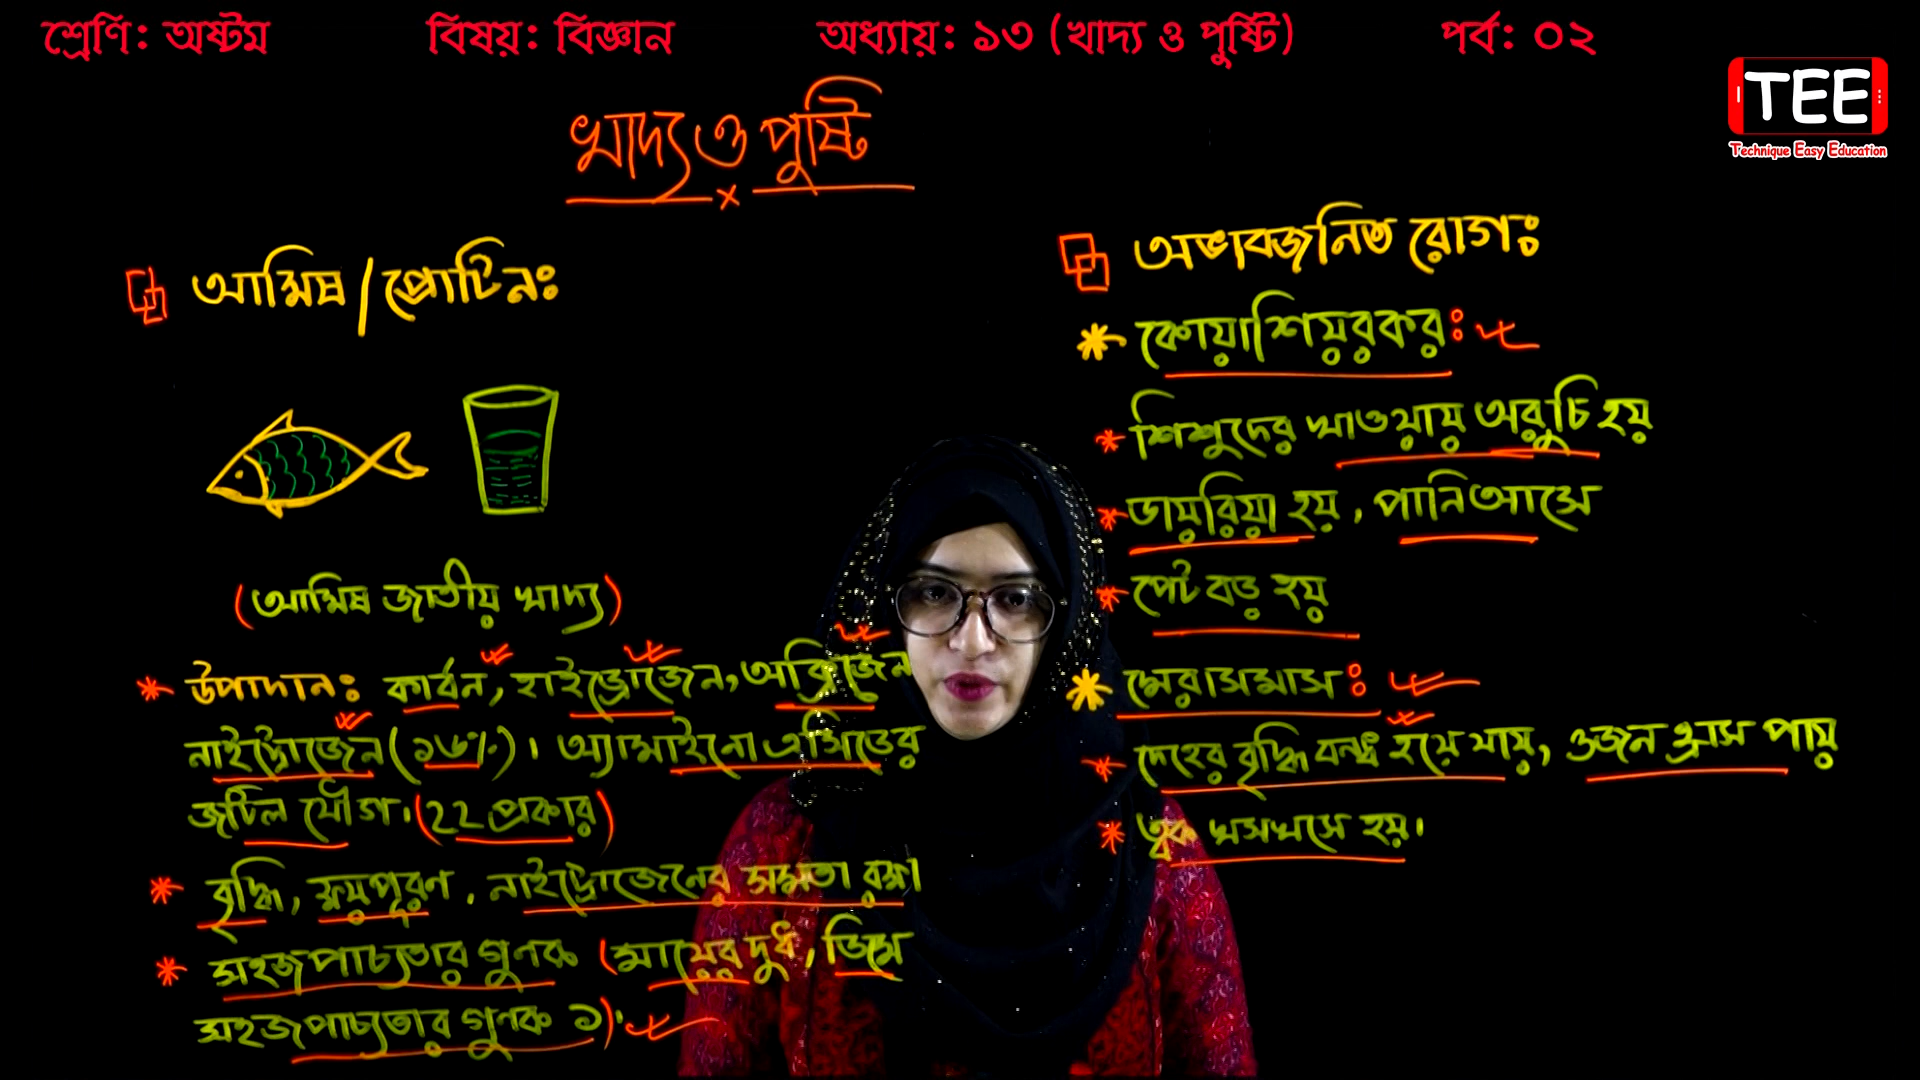 শ্রেণি: অষ্টম বিষয়: বিজ্ঞান অধ্যায়: ১৩ (খাদ্য ও পুষ্টি) পর্ব: ০২
TEE
Technique Easy Education
খাদ্য ও পুষ্টি
আমিষ / প্রোটিনঃ
(আমিষ জাতীয় খাদ্য)
* উপাদান: কার্বন, হাইড্রোজেন, অক্সিজেন
নাইট্রোজেন (১৬%)। অ্যামাইনো এসিডের
জটিল যৌগ। (22 প্রকার)
* বৃদ্ধি, ক্ষয়পূরণ, নাইট্রোজেনের সমতা রক্ষা
* সহজপাচ্যতার গুণক (মায়ের দুধ, ডিমে
সহজপাচ্যতার গুণক ১)।
অভাবজনিত রোগঃ
* কোয়াশিয়রকর:
* শিশুদের খাওয়ায় অরুচি হয়
* ডায়রিয়া হয়, পানি আসে
* পেট বড় হয়
* মেরাসমাস:
* দেহের বৃদ্ধি বন্ধ হয়ে যায়, ওজন হ্রাস পায়
* ত্বক খসখসে হয়।